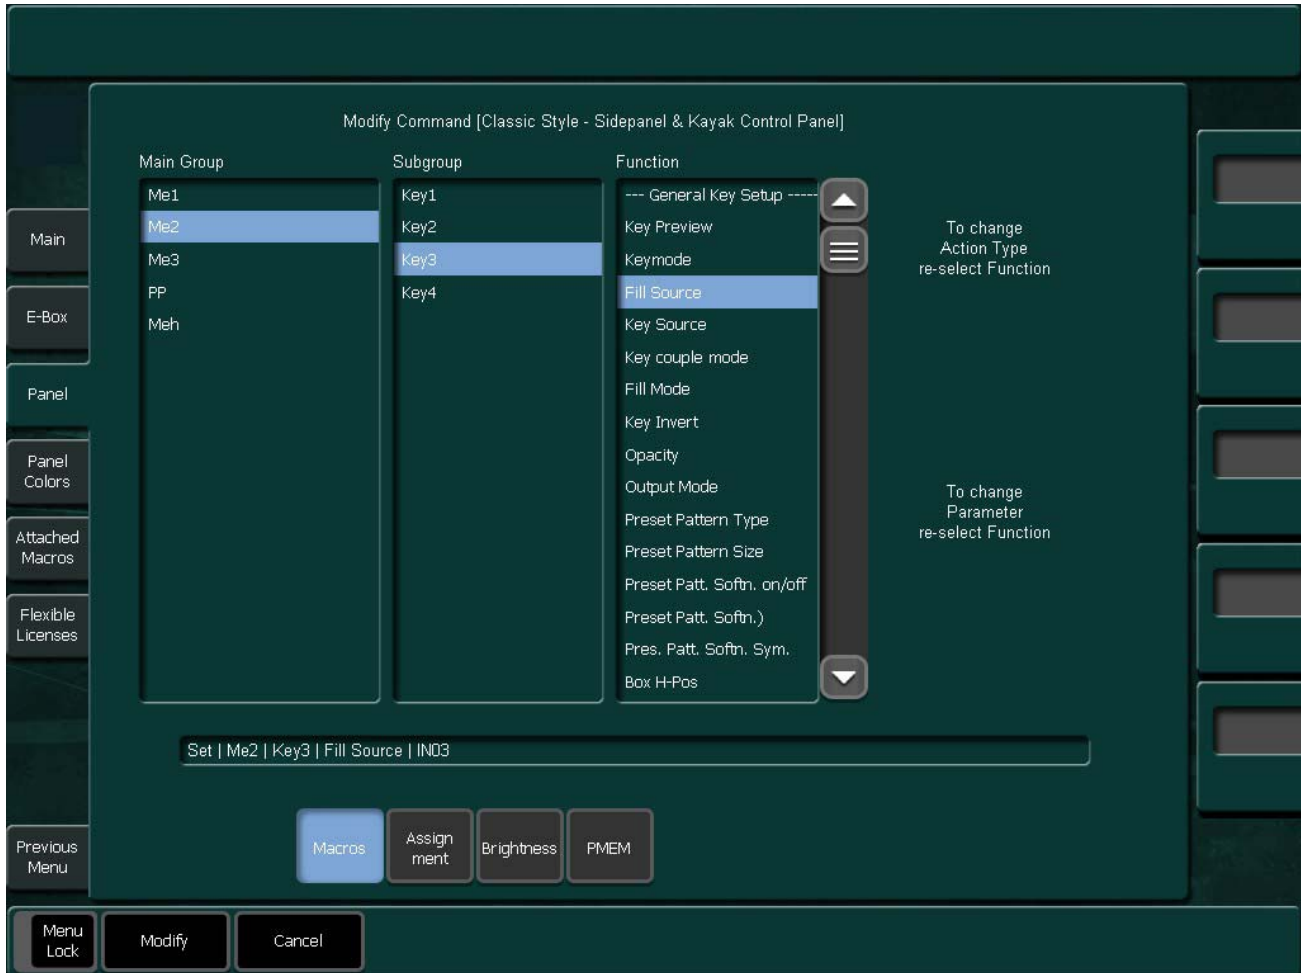 Modify Command [Classic Style - Sidepanel & Kayak Control Panel]
Main Group
Subgroup
Function
Me1
Me2
Me3
PP
Meh
Key1
Key2
Key3
Key4
--- General Key Setup -----
Key Preview
Keymode
Fill Source
Key Source
Key couple mode
Fill Mode
Key Invert
Opacity
Output Mode
Preset Pattern Type
Preset Pattern Size
Preset Patt. Softn. on/off
Preset Patt. Softn.)
Pres. Patt. Softn. Sym.
Box H-Pos
To change
Action Type
re-select Function
To change
Parameter
re-select Function
Main
E-Box
Panel
Panel
Colors
Attached
Macros
Flexible
Licenses
Previous
Menu
Set | Me2 | Key3 | Fill Source | IN03
Macros
Assign
ment
Brightness
PMEM
Menu
Lock
Modify
Cancel